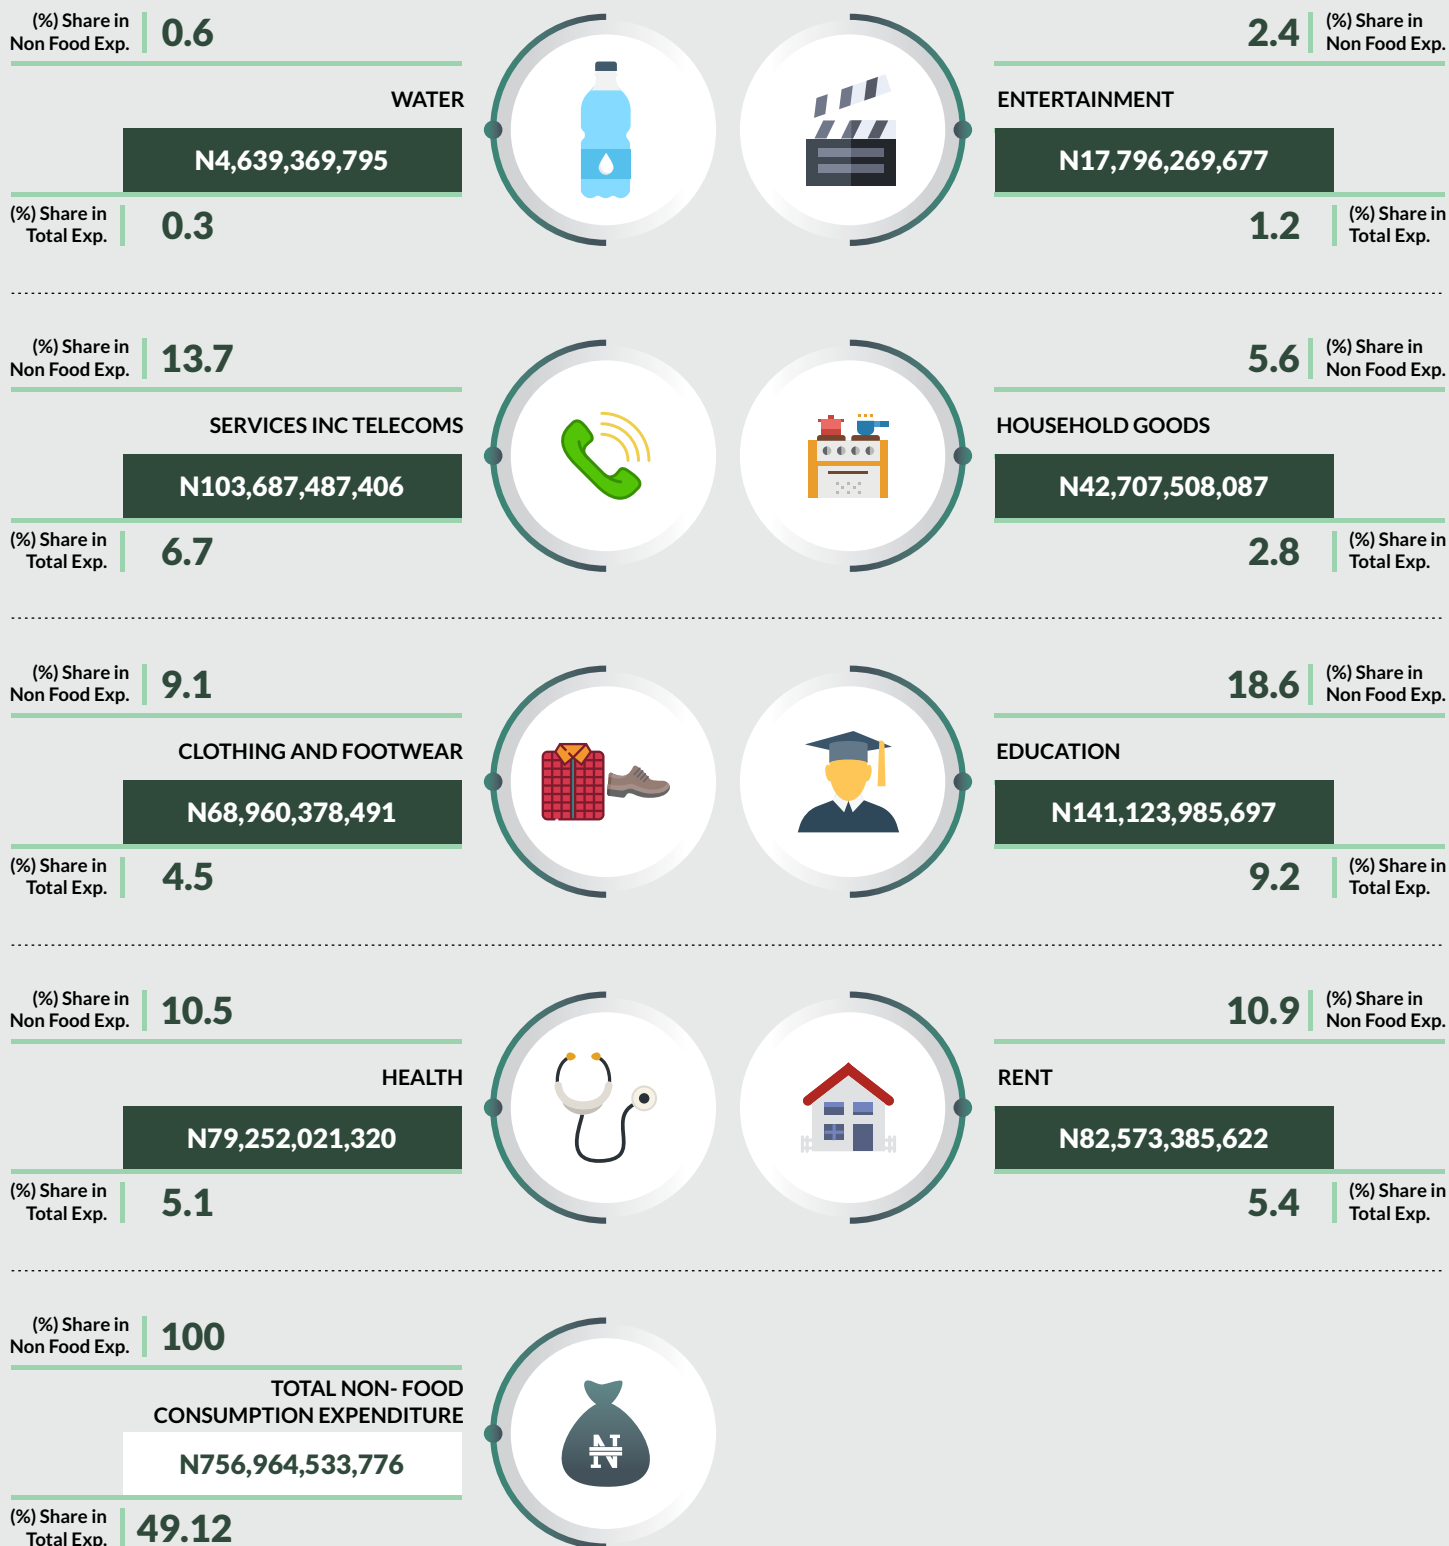 (%) Share in
Non Food Exp.
0.6
WATER
N4,639,369,795
(%) Share in
Total Exp.
0.3
2.4
(%) Share in
Non Food Exp.
ENTERTAINMENT
N17,796,269,677
1.2
(%) Share in
Total Exp.
(%) Share in
Non Food Exp.
13.7
SERVICES INC TELECOMS
N103,687,487,406
(%) Share in
Total Exp.
6.7
5.6
(%) Share in
Non Food Exp.
HOUSEHOLD GOODS
N42,707,508,087
2.8
(%) Share in
Total Exp.
(%) Share in
Non Food Exp.
9.1
CLOTHING AND FOOTWEAR
N68,960,378,491
(%) Share in
Total Exp.
4.5
18.6
(%) Share in
Non Food Exp.
EDUCATION
N141,123,985,697
9.2
(%) Share in
Total Exp.
(%) Share in
Non Food Exp.
10.5
HEALTH
N79,252,021,320
(%) Share in
Total Exp.
5.1
10.9
(%) Share in
Non Food Exp.
RENT
N82,573,385,622
5.4
(%) Share in
Total Exp.
(%) Share in
Non Food Exp.
100
TOTAL NON- FOOD
CONSUMPTION EXPENDITURE
N756,964,533,776
₦
(%) Share in
Total Exp.
49.12